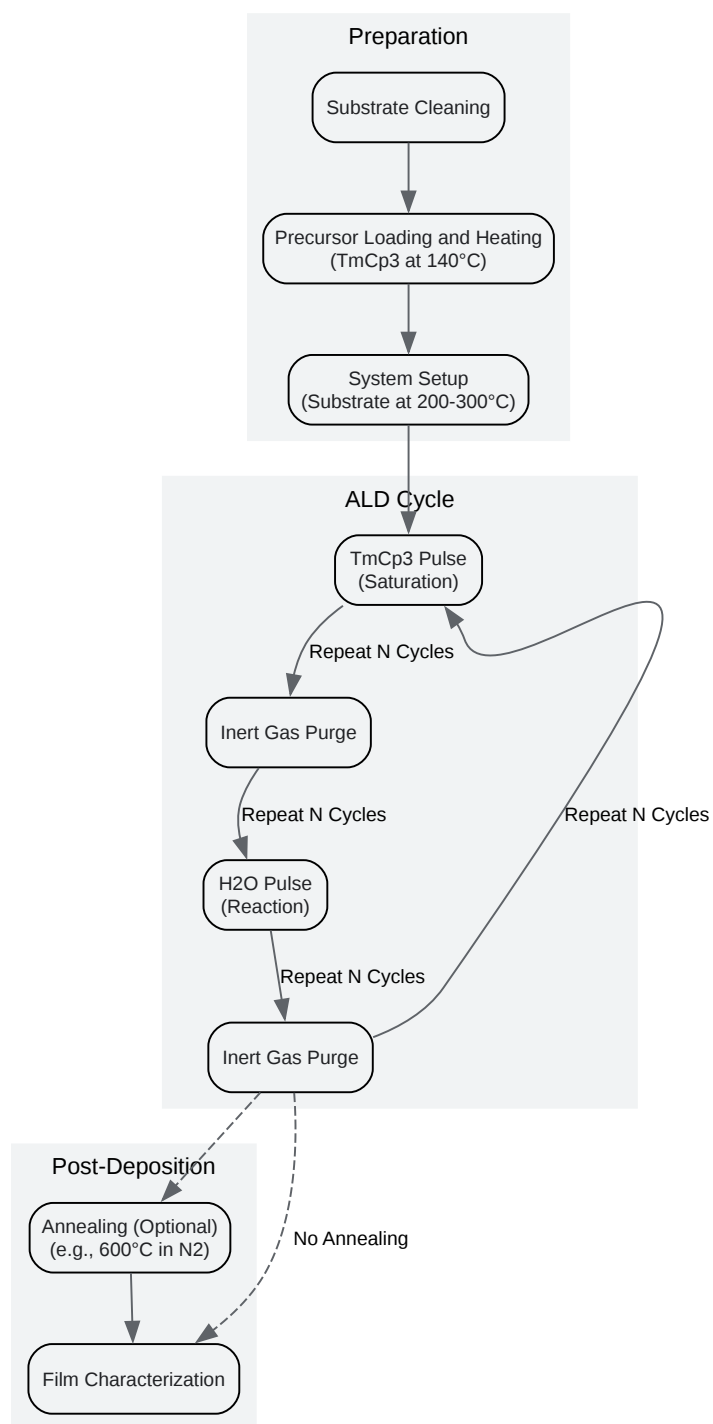 Preparation
Substrate Cleaning
Precursor Loading and Heating
(TmCp3 at 140°C)
System Setup
(Substrate at 200-300°C)
ALD Cycle
TmCp3 Pulse
(Saturation)
Repeat N Cycles
Inert Gas Purge
Repeat N Cycles
Repeat N Cycles
H2O Pulse
(Reaction)
Repeat N Cycles
Inert Gas Purge
Post-Deposition
Annealing (Optional)
(e.g., 600°C in N2)
No Annealing
Film Characterization